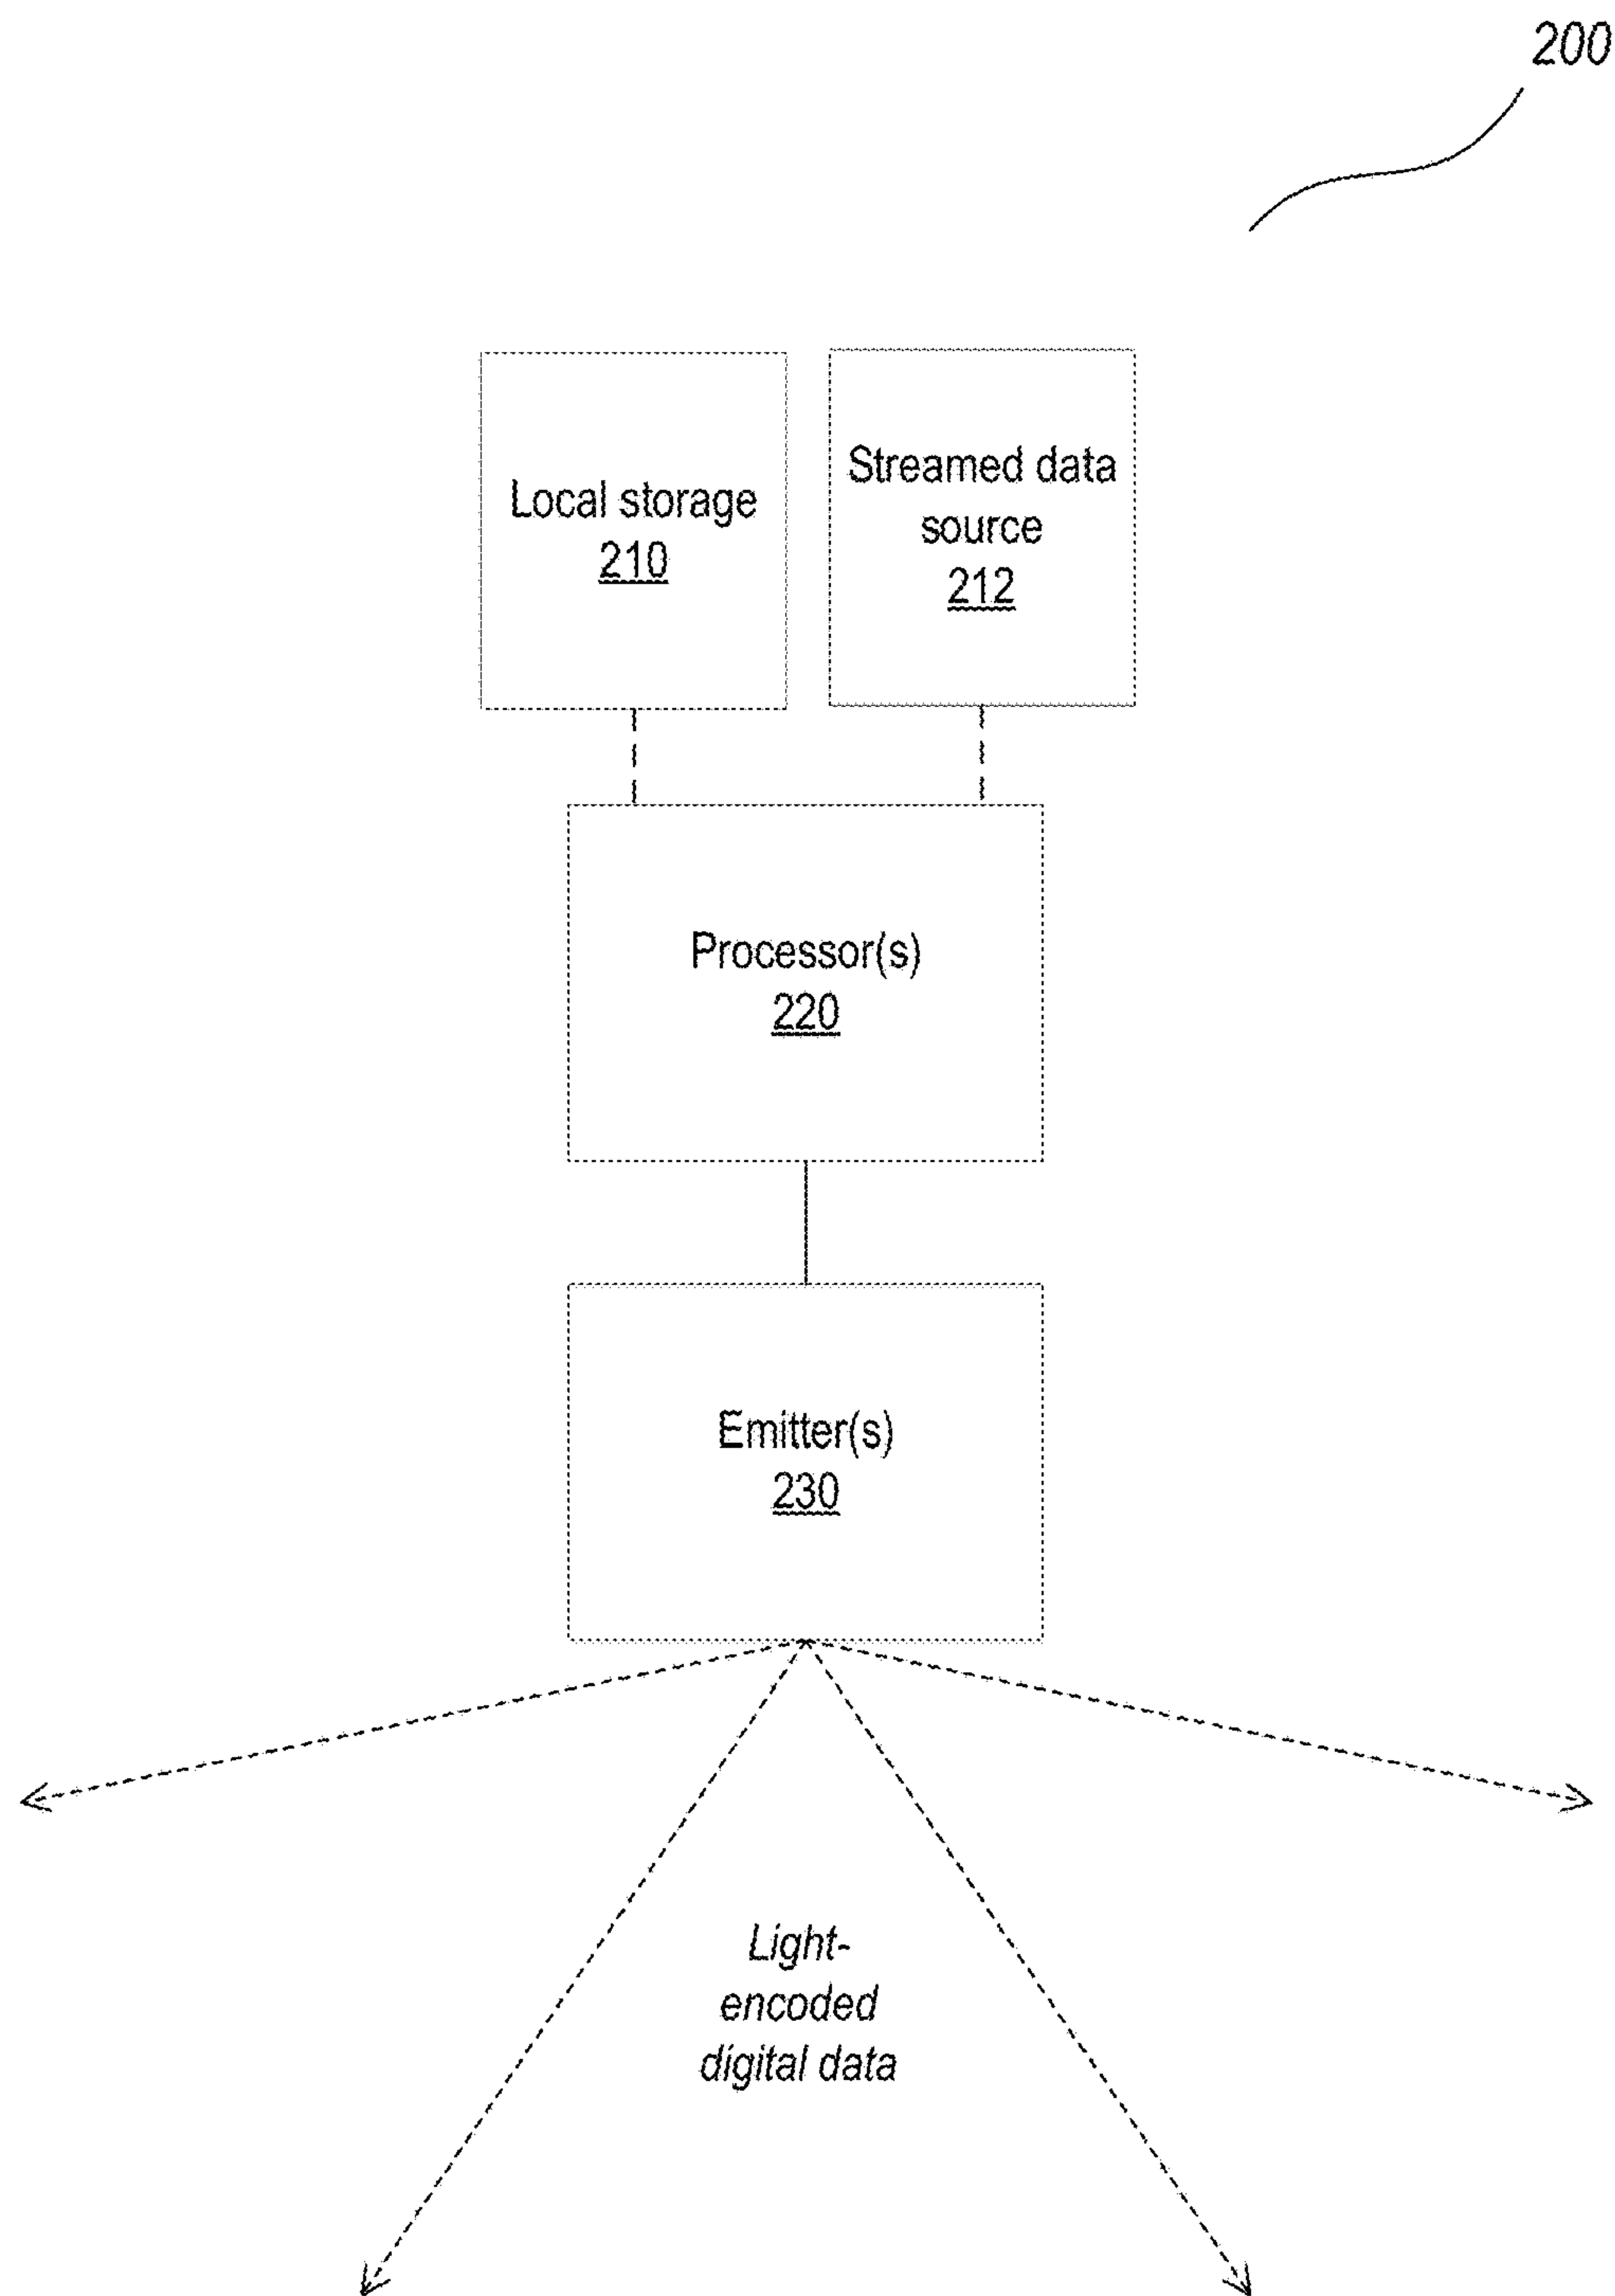 200
Local storage
210
Streamed data
source
212
Processor(s)
220
Emitter(s)
230
Light-
encoded
digital data